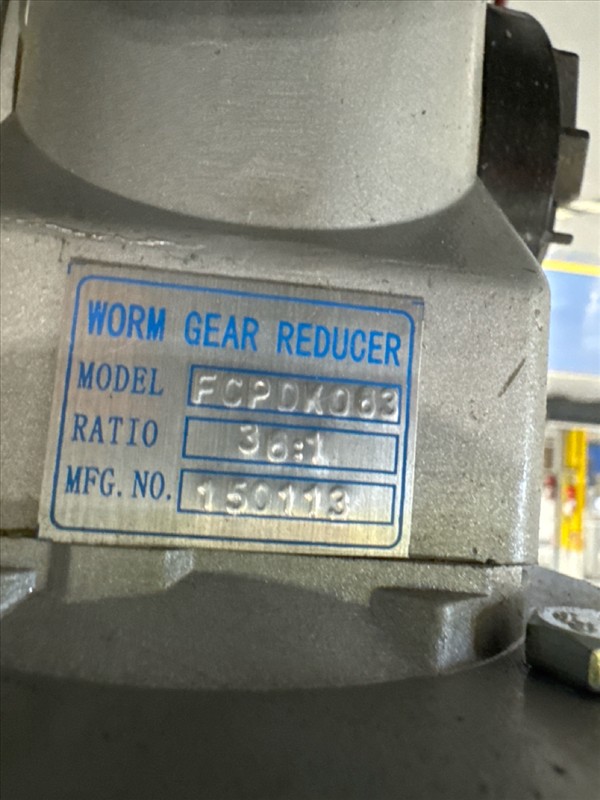 WORM GEAR REDUCER
MODEL FCPDK063
RATIO 36:1
MFG. NO. 150113